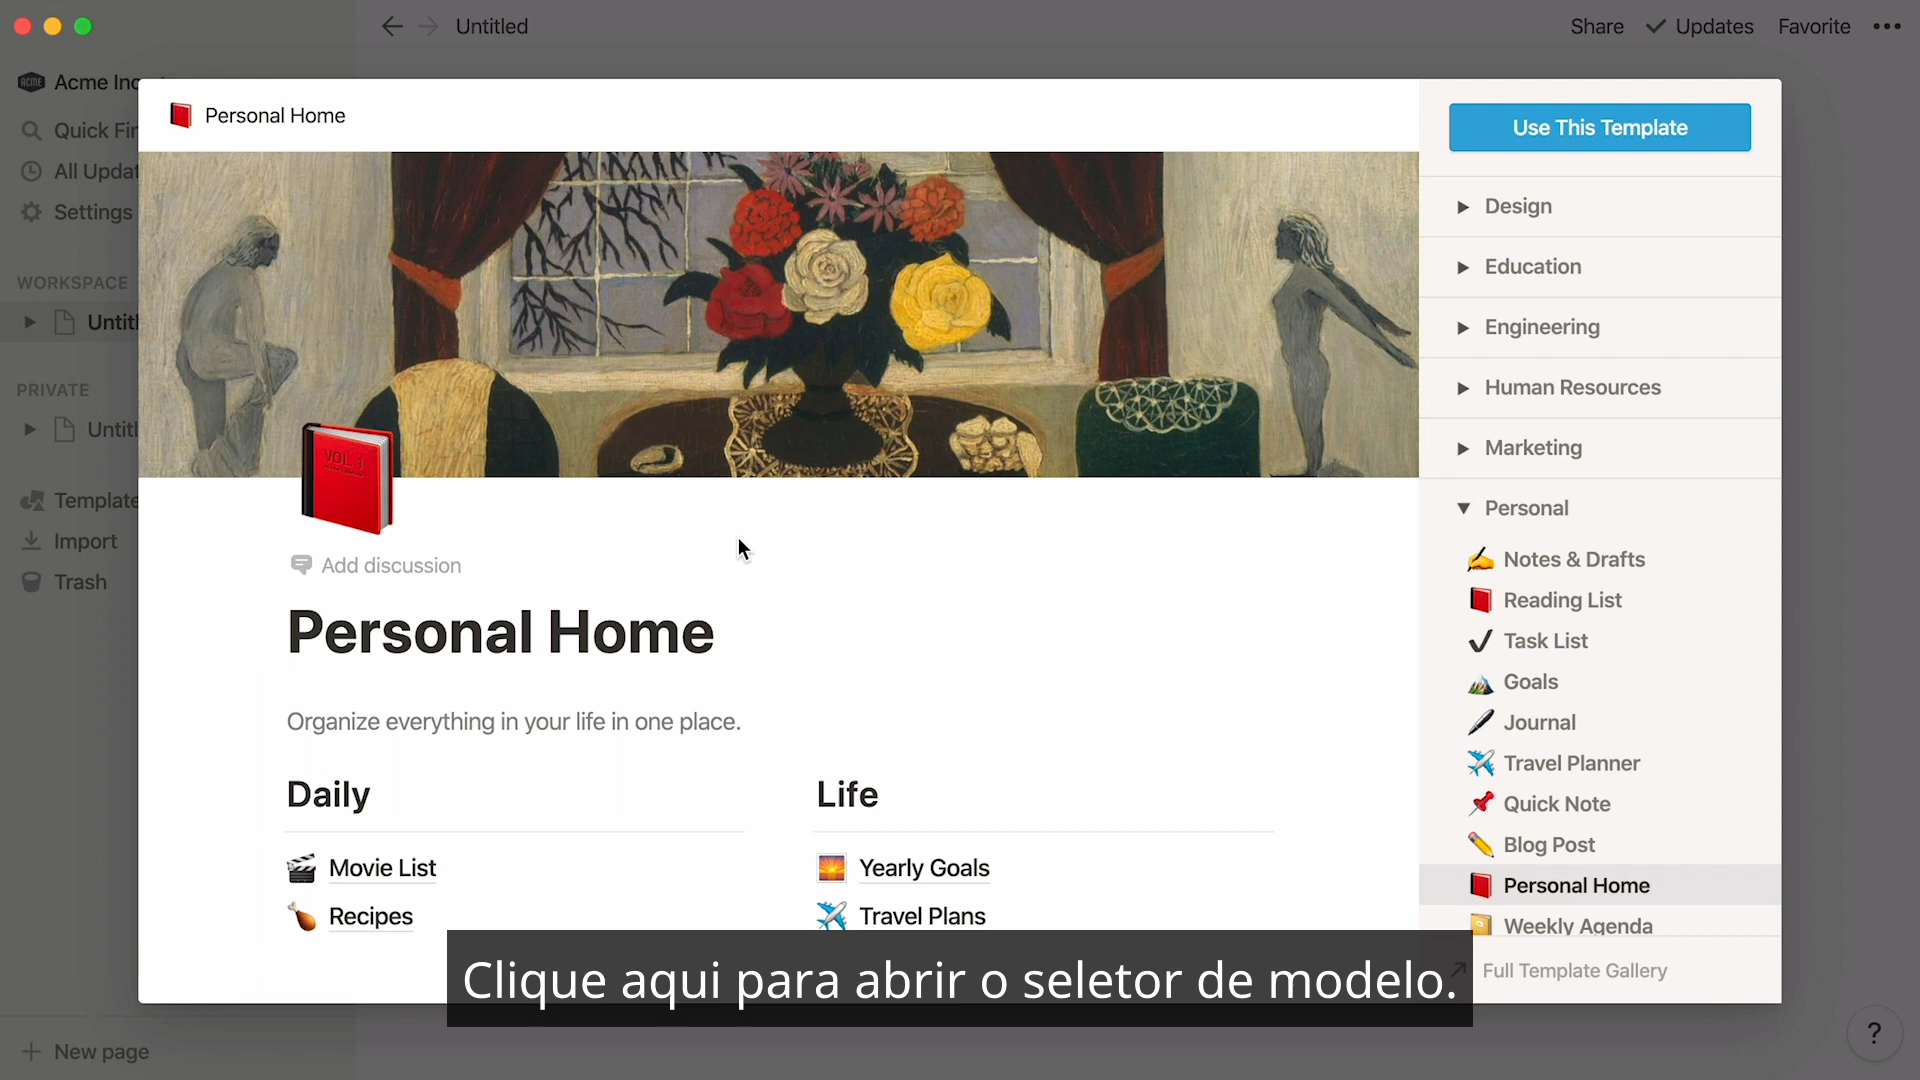 Untitled
Share
Updates
Favorite
ACME
Acme Inc
Quick Fin
All Updat
Settings
WORKSPACE
Untitl
PRIVATE
Untitl
Template
Import
Trash
New page
Personal Home
VOL. 1
Add discussion
Personal Home
Organize everything in your life in one place.
Daily
Movie List
Recipes
Life
Yearly Goals
Travel Plans
Use This Template
Design
Education
Engineering
Human Resources
Marketing
Personal
Notes & Drafts
Reading List
Task List
Goals
Journal
Travel Planner
Quick Note
Blog Post
Personal Home
Weekly Agenda
Full Template Gallery
Clique aqui para abrir o seletor de modelo.
?